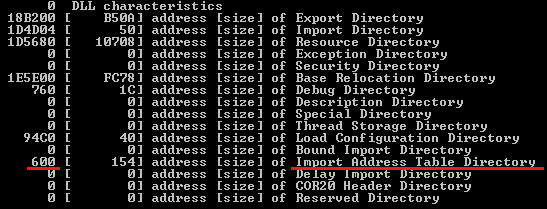 0  DLL characteristics
18B200 [    B50A] address [size] of Export Directory
1D4D04 [      50] address [size] of Import Directory
1D5680 [   10708] address [size] of Resource Directory
0 [       0] address [size] of Exception Directory
0 [       0] address [size] of Security Directory
1E5E00 [    FC78] address [size] of Base Relocation Directory
760 [      1C] address [size] of Debug Directory
0 [       0] address [size] of Description Directory
0 [       0] address [size] of Special Directory
0 [       0] address [size] of Thread Storage Directory
94C0 [      40] address [size] of Load Configuration Directory
0 [       0] address [size] of Bound Import Directory
600 [     154] address [size] of Import Address Table Directory
0 [       0] address [size] of Delay Import Directory
0 [       0] address [size] of COR20 Header Directory
0 [       0] address [size] of Reserved Directory